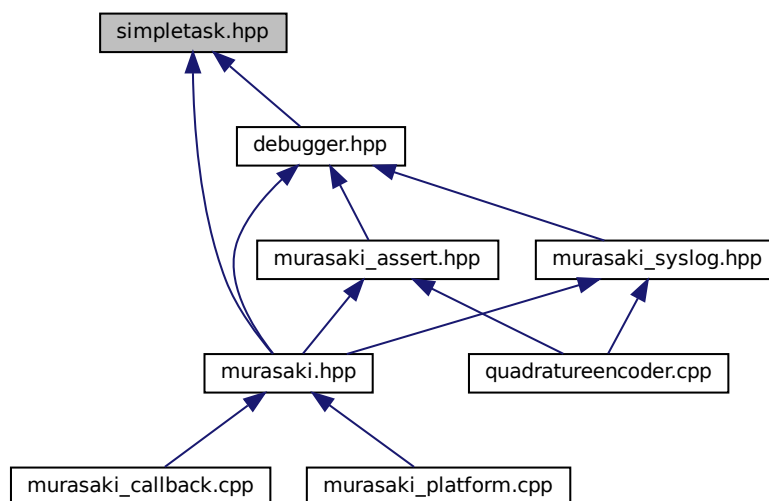 simpletask.hpp
debugger.hpp
murasaki_assert.hpp
murasaki_syslog.hpp
murasaki.hpp
quadratureencoder.cpp
murasaki_callback.cpp
murasaki_platform.cpp